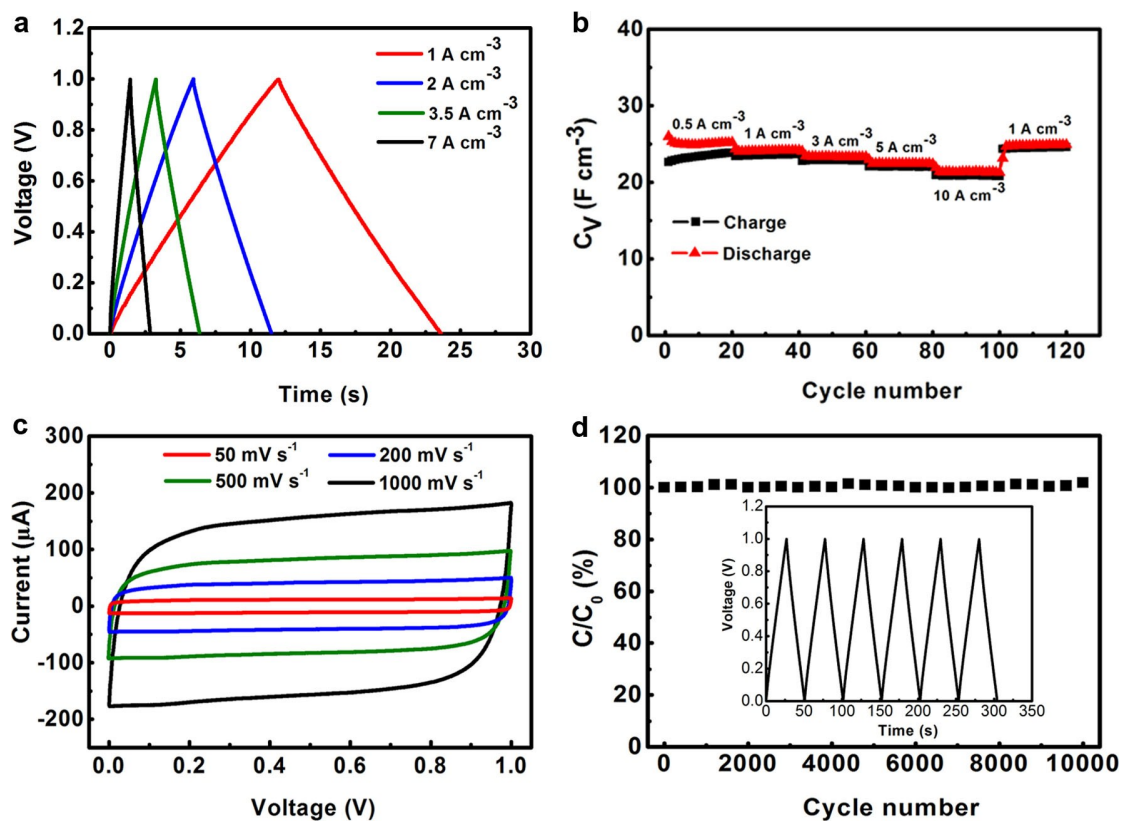 a
1.2
1.0
0.8
0.6
0.4
0.2
0.0
Voltage (V)
1 A cm⁻³
2 A cm⁻³
3.5 A cm⁻³
7 A cm⁻³
0 5 10 15 20 25 30
Time (s)
b
40
30
20
10
0
C_V (F cm⁻³)
0.5 A cm⁻³
1 A cm⁻³
3 A cm⁻³
5 A cm⁻³
10 A cm⁻³
1 A cm⁻³
Charge
Discharge
0 20 40 60 80 100 120
Cycle number
c
300
200
100
0
-100
-200
Current (μA)
50 mV s⁻¹ 200 mV s⁻¹
500 mV s⁻¹ 1000 mV s⁻¹
0.0 0.2 0.4 0.6 0.8 1.0
Voltage (V)
d
120
100
80
60
40
20
0
C/C₀ (%)
1.2
1.0
0.8
0.6
0.4
0.2
0.0
Voltage (V)
0 50 100 150 200 250 300 350
Time (s)
0 2000 4000 6000 8000 10000
Cycle number